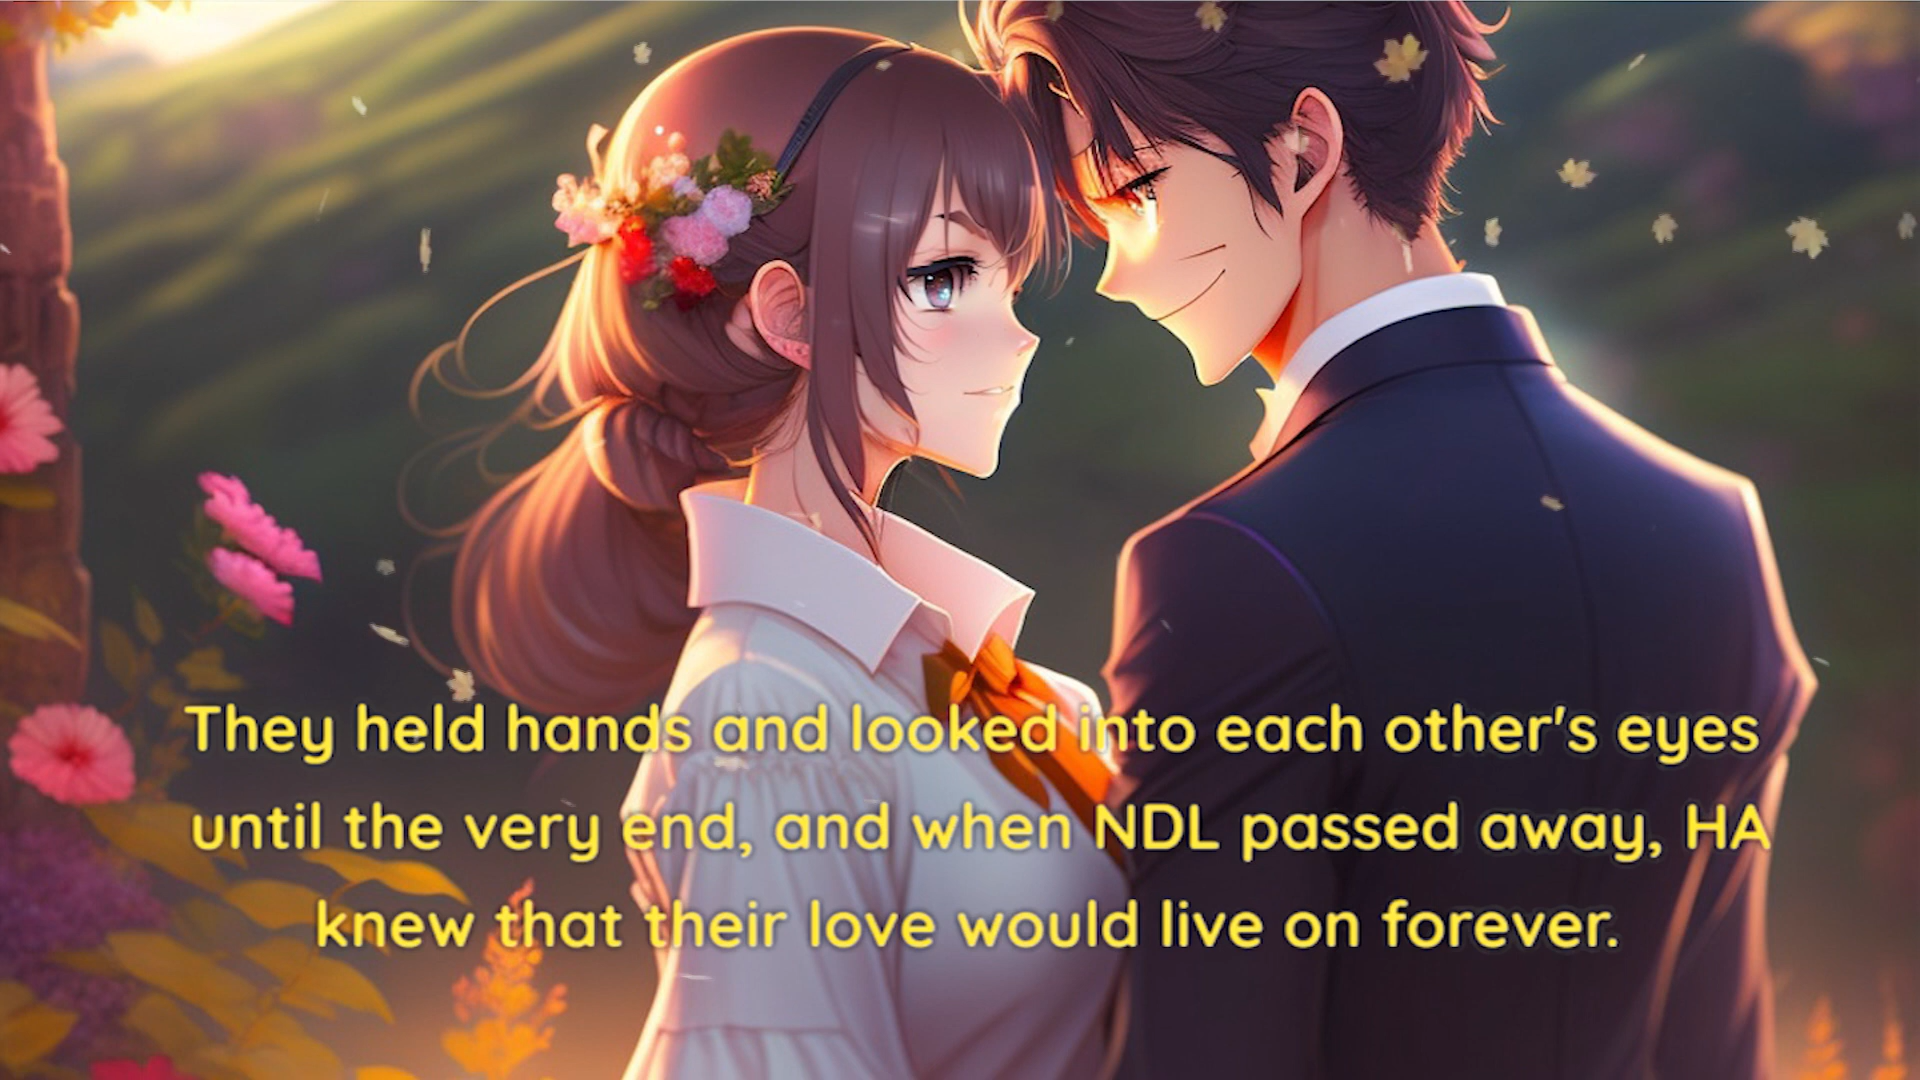 They held hands and looked into each other's eyes
until the very end, and when NDL passed away, HA
knew that their love would live on forever.